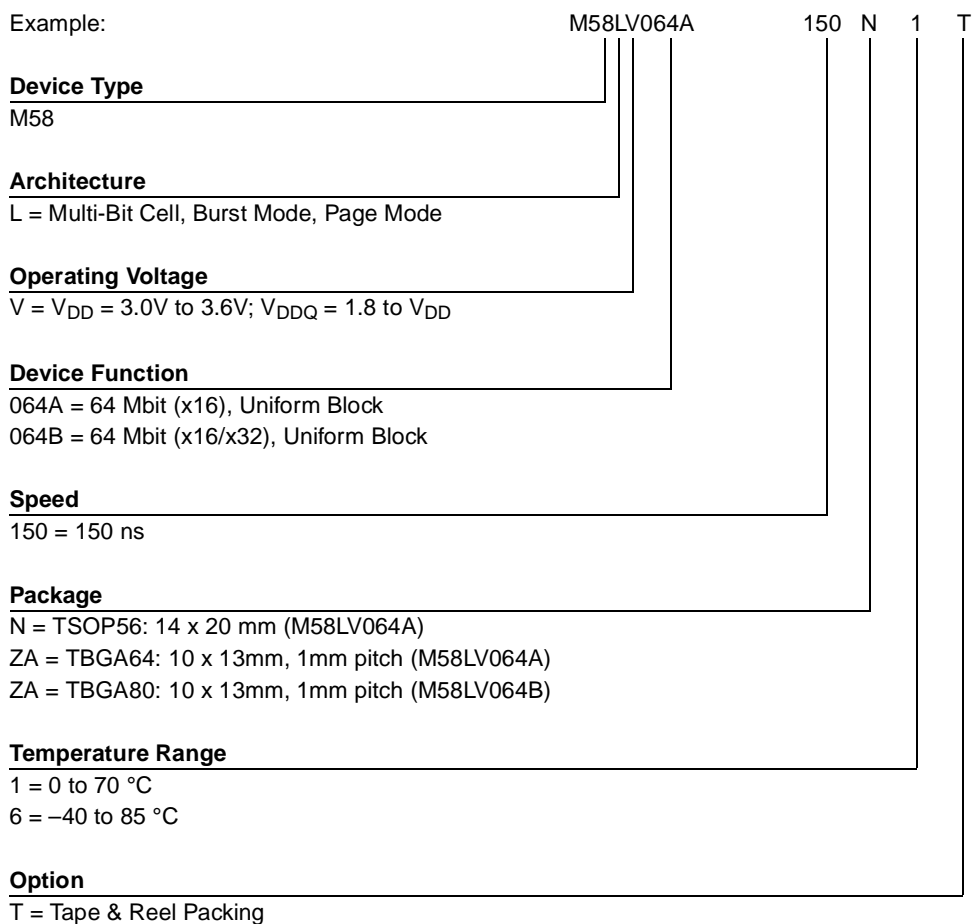 Example: M58LV064A 150 N 1 T
Device Type
M58
Architecture
L = Multi-Bit Cell, Burst Mode, Page Mode
Operating Voltage
V = VDD = 3.0V to 3.6V; VDDQ = 1.8 to VDD
Device Function
064A = 64 Mbit (x16), Uniform Block
064B = 64 Mbit (x16/x32), Uniform Block
Speed
150 = 150 ns
Package
N = TSOP56: 14 x 20 mm (M58LV064A)
ZA = TBGA64: 10 x 13mm, 1mm pitch (M58LV064A)
ZA = TBGA80: 10 x 13mm, 1mm pitch (M58LV064B)
Temperature Range
1 = 0 to 70 °C
6 = –40 to 85 °C
Option
T = Tape & Reel Packing